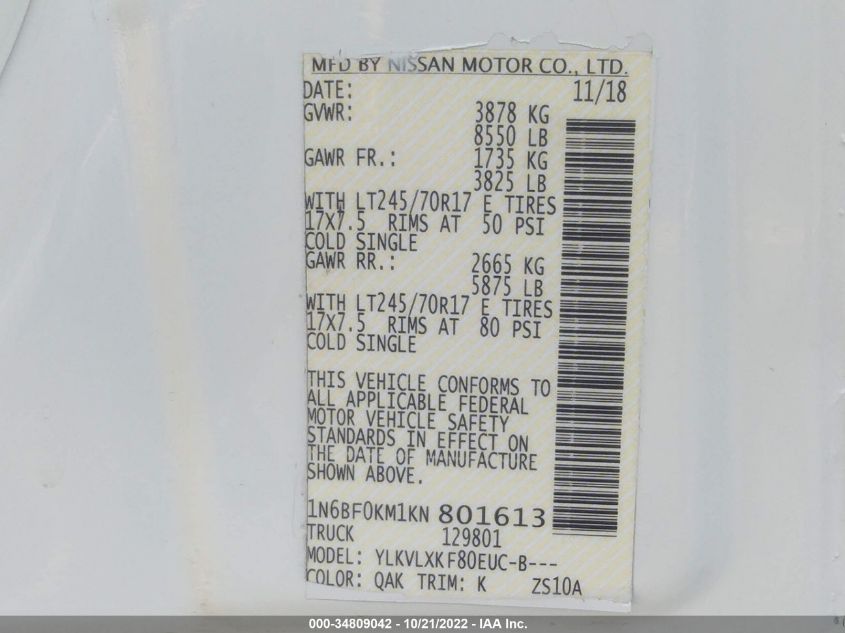 MFD BY NISSAN MOTOR CO., LTD.
DATE: 11/18
GVWR: 3878 KG
8550 LB
GAWR FR.: 1735 KG
3825 LB
WITH LT245/70R17 E TIRES
17X7.5 RIMS AT 50 PSI
COLD SINGLE
GAWR RR.: 2665 KG
5875 LB
WITH LT245/70R17 E TIRES
17X7.5 RIMS AT 80 PSI
COLD SINGLE
THIS VEHICLE CONFORMS TO
ALL APPLICABLE FEDERAL
MOTOR VEHICLE SAFETY
STANDARDS IN EFFECT ON
THE DATE OF MANUFACTURE
SHOWN ABOVE.
1N6BF0KM1KN 801613
TRUCK 129801
MODEL: YLKVLXKF80EUC-B---
COLOR: QAK TRIM: K ZS10A
000-34809042 - 10/21/2022 - IAA Inc.